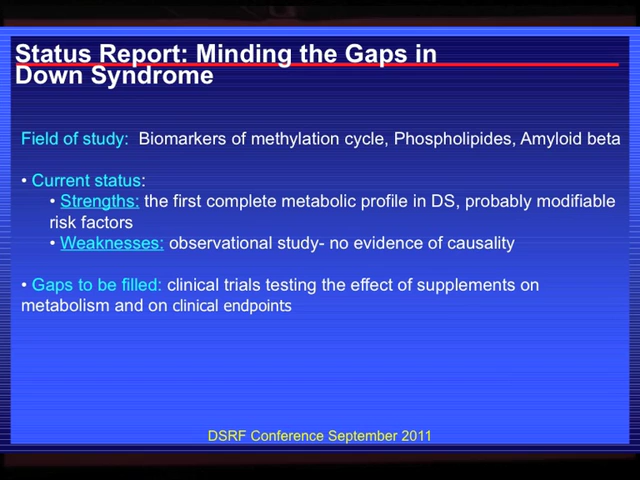 Status Report: Minding the Gaps in
Down Syndrome
Field of study: Biomarkers of methylation cycle, Phospholipides, Amyloid beta
• Current status:
• Strengths: the first complete metabolic profile in DS, probably modifiable
risk factors
• Weaknesses: observational study- no evidence of causality
• Gaps to be filled: clinical trials testing the effect of supplements on
metabolism and on clinical endpoints
DSRF Conference September 2011